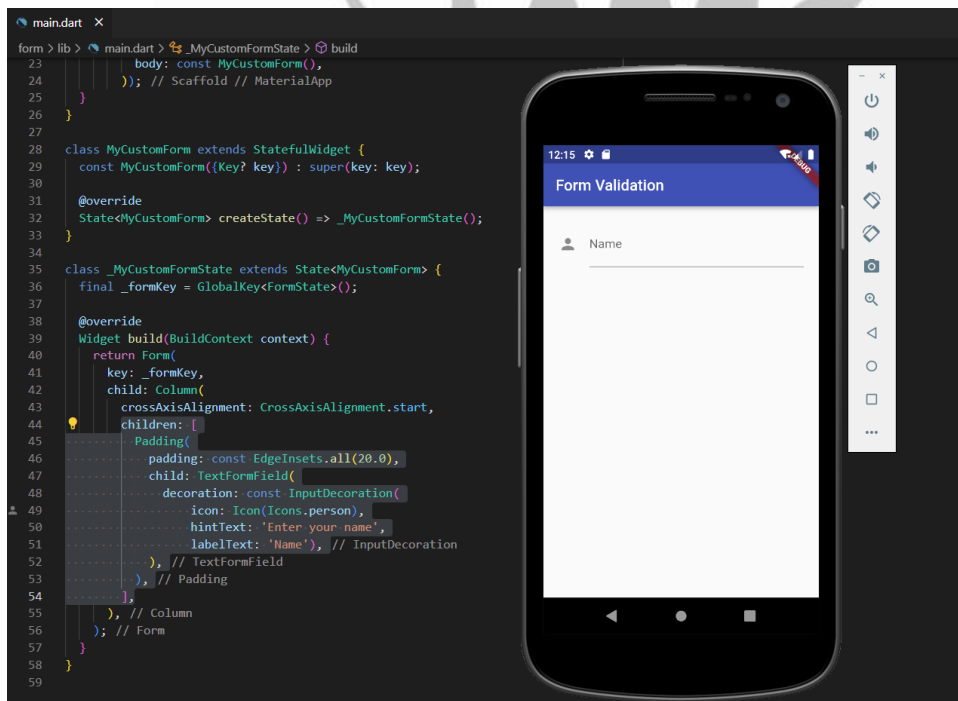 main.dart ×
form > lib > main.dart > _MyCustomFormState > build
23 body: const MyCustomForm(),
24 )); // Scaffold // MaterialApp
25 }
26 }
27
28 class MyCustomForm extends StatefulWidget {
29 const MyCustomForm({Key? key}) : super(key: key);
30
31 @override
32 State<MyCustomForm> createState() => _MyCustomFormState();
33 }
34
35 class _MyCustomFormState extends State<MyCustomForm> {
36 final _formKey = GlobalKey<FormState>();
37
38 @override
39 Widget build(BuildContext context) {
40 return Form(
41 key: _formKey,
42 child: Column(
43 crossAxisAlignment: CrossAxisAlignment.start,
44 children: [
45 Padding(
46 padding: const EdgeInsets.all(20.0),
47 child: TextFormField(
48 decoration: const InputDecoration(
49 icon: Icon(Icons.person),
50 hintText: 'Enter your name',
51 labelText: 'Name'), // InputDecoration
52 ), // TextFormField
53 ), // Padding
54 ],
55 ), // Column
56 ); // Form
57 }
58 }
59
12:15
DEBUG
Form Validation
Name